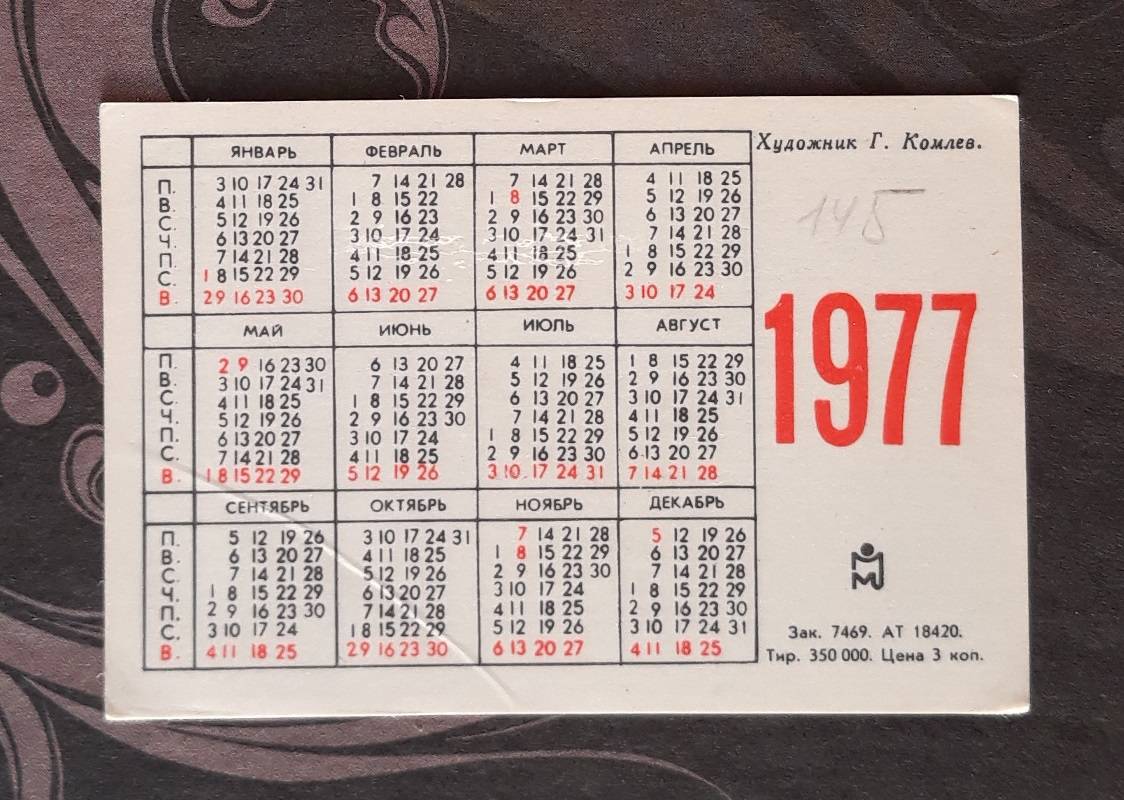 ЯНВАРЬ ФЕВРАЛЬ МАРТ АПРЕЛЬ
П. 3 10 17 24 31 7 14 21 28 7 14 21 28 4 11 18 25
В. 4 11 18 25 1 8 15 22 1 8 15 22 29 5 12 19 26
С. 5 12 19 26 2 9 16 23 2 9 16 23 30 6 13 20 27
Ч. 6 13 20 27 3 10 17 24 3 10 17 24 31 7 14 21 28
П. 7 14 21 28 4 11 18 25 4 11 18 25 1 8 15 22 29
С. 1 8 15 22 29 5 12 19 26 5 12 19 26 2 9 16 23 30
В. 2 9 16 23 30 6 13 20 27 6 13 20 27 3 10 17 24
МАЙ ИЮНЬ ИЮЛЬ АВГУСТ
П. 2 9 16 23 30 6 13 20 27 4 11 18 25 1 8 15 22 29
В. 3 10 17 24 31 7 14 21 28 5 12 19 26 2 9 16 23 30
С. 4 11 18 25 1 8 15 22 29 6 13 20 27 3 10 17 24 31
Ч. 5 12 19 26 2 9 16 23 30 7 14 21 28 4 11 18 25
П. 6 13 20 27 3 10 17 24 1 8 15 22 29 5 12 19 26
С. 7 14 21 28 4 11 18 25 2 9 16 23 30 6 13 20 27
В. 1 8 15 22 29 5 12 19 26 3 10 17 24 31 7 14 21 28
СЕНТЯБРЬ ОКТЯБРЬ НОЯБРЬ ДЕКАБРЬ
П. 5 12 19 26 3 10 17 24 31 7 14 21 28 5 12 19 26
В. 6 13 20 27 4 11 18 25 1 8 15 22 29 6 13 20 27
С. 7 14 21 28 5 12 19 26 2 9 16 23 30 7 14 21 28
Ч. 1 8 15 22 29 6 13 20 27 3 10 17 24 1 8 15 22 29
П. 2 9 16 23 30 7 14 21 28 4 11 18 25 2 9 16 23 30
С. 3 10 17 24 1 8 15 22 29 5 12 19 26 3 10 17 24 31
В. 4 11 18 25 2 9 16 23 30 6 13 20 27 4 11 18 25
Художник Г. Комлев.
145
1977
Зак. 7469. АТ 18420.
Тир. 350 000. Цена 3 коп.